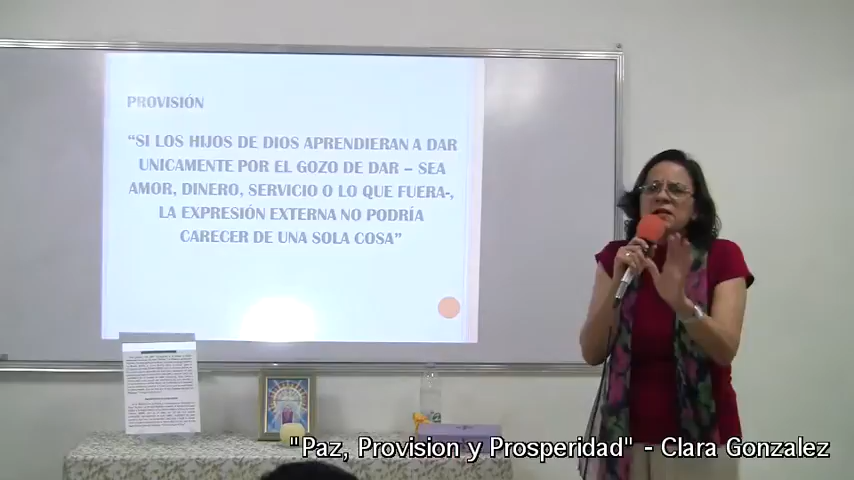 PROVISIÓN
“SI LOS HIJOS DE DIOS APRENDIERAN A DAR
UNICAMENTE POR EL GOZO DE DAR – SEA
AMOR, DINERO, SERVICIO O LO QUE FUERA-,
LA EXPRESIÓN EXTERNA NO PODRÍA
CARECER DE UNA SOLA COSA”
"Paz, Provision y Prosperidad" - Clara Gonzalez